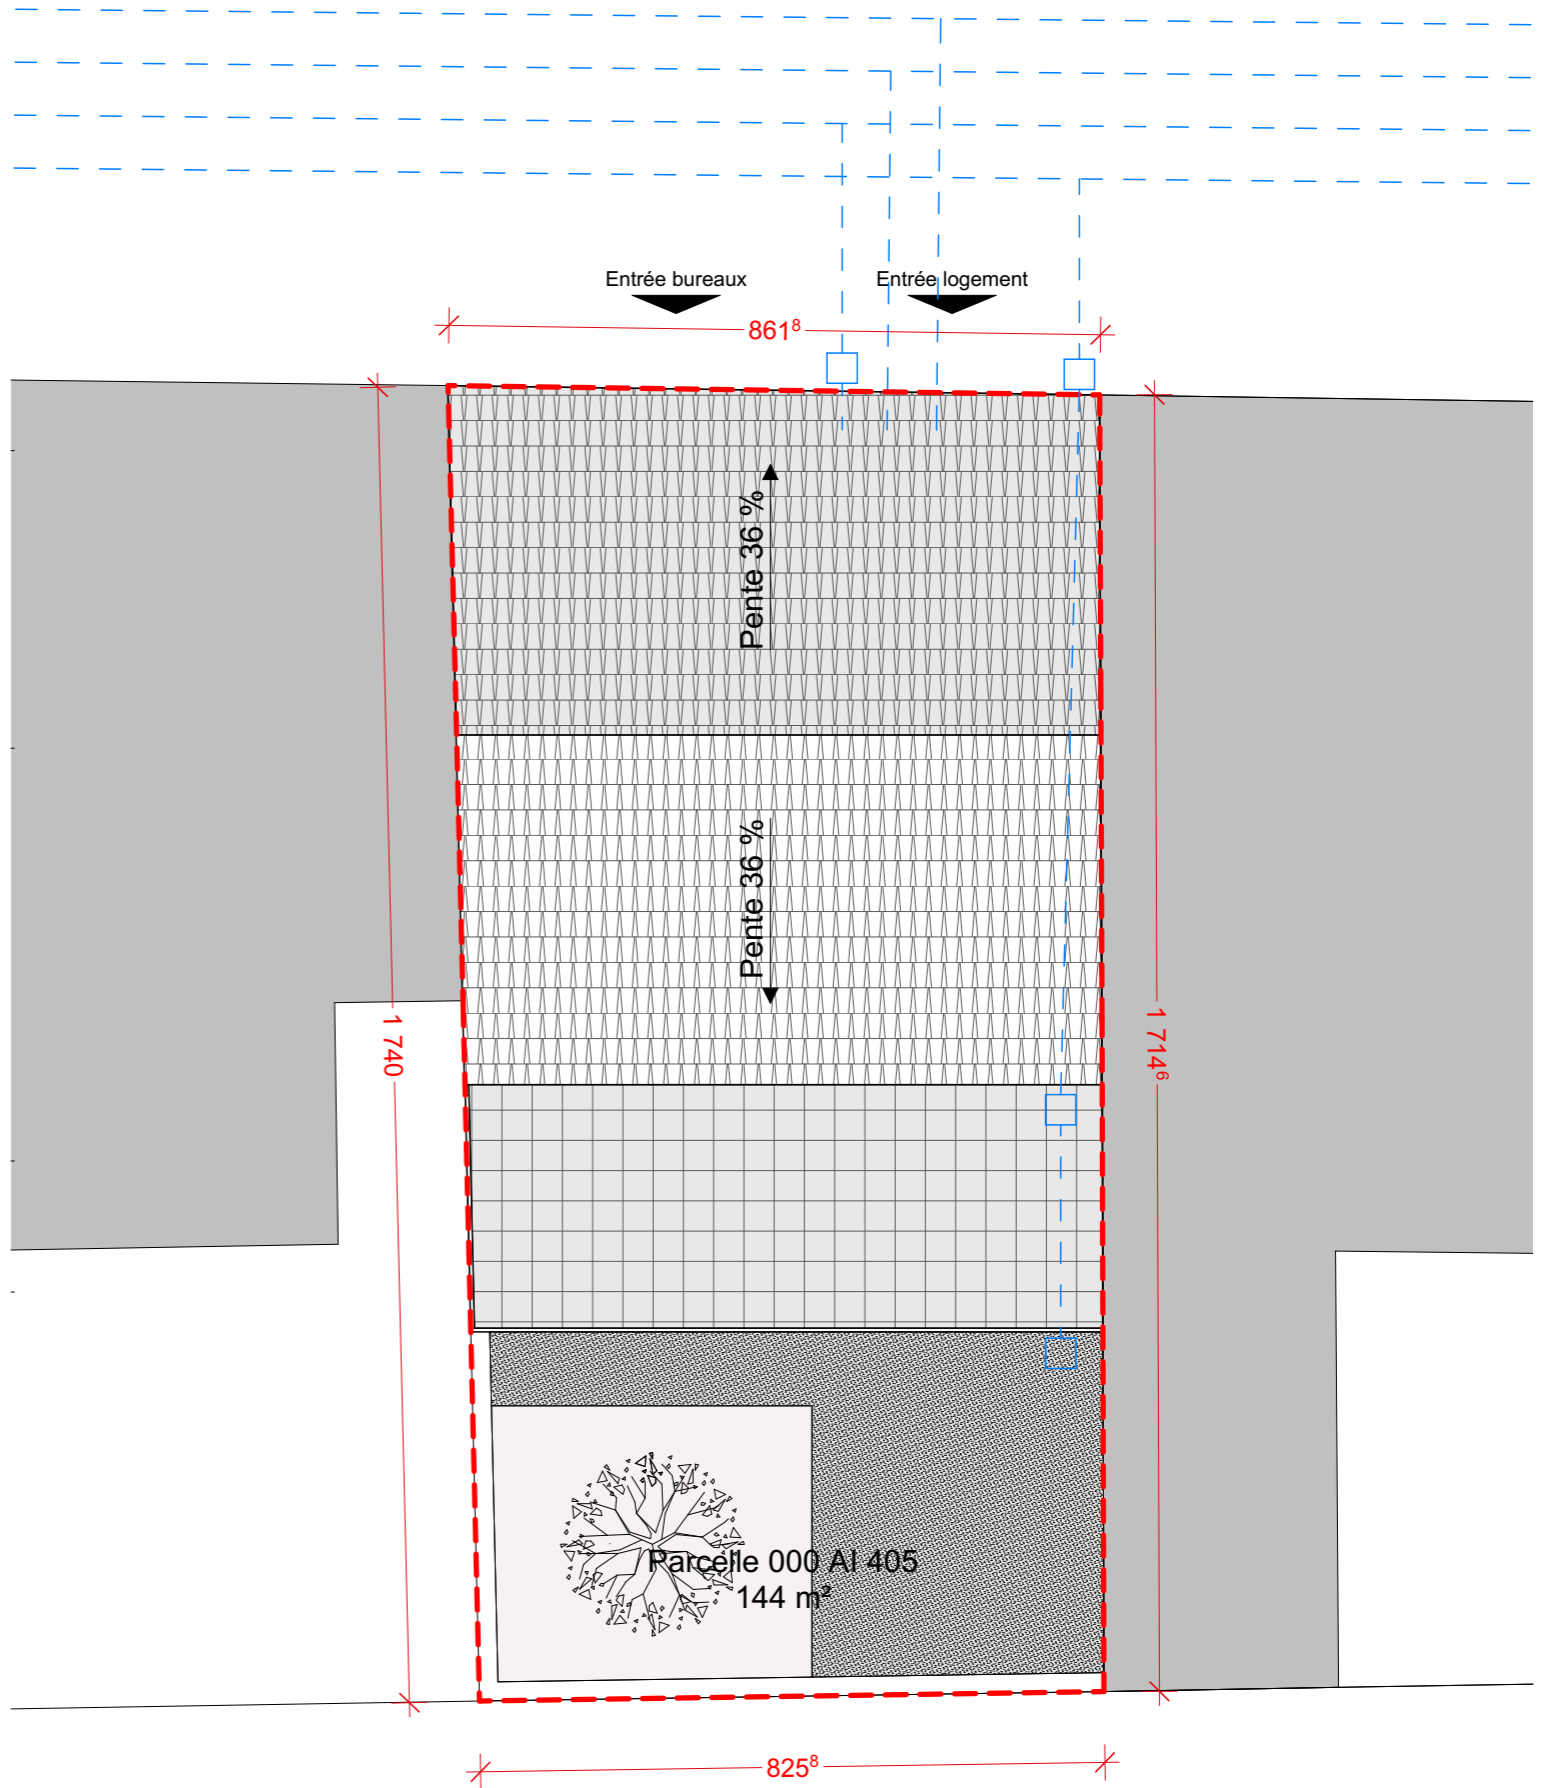 Entrée bureaux
Entrée logement
861⁸
Pente 36 %
Pente 36 %
1 740
1 714⁶
Parcelle 000 AI 405
144 m²
825⁸